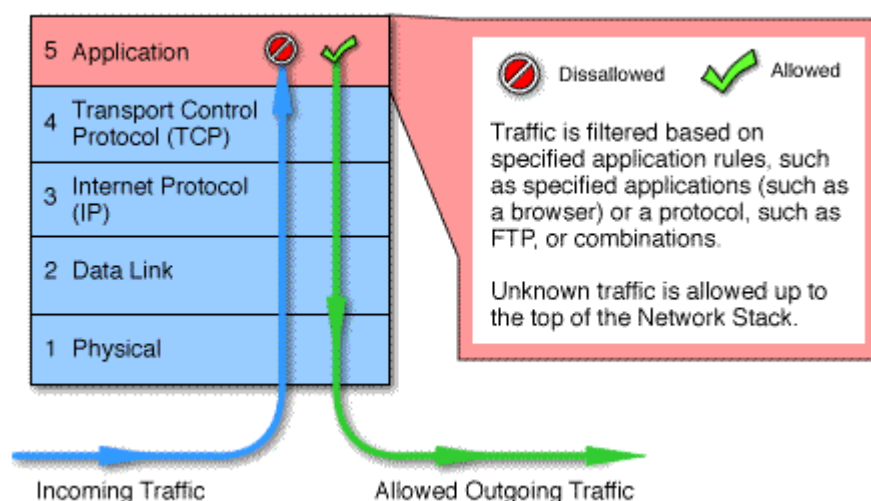 5 Application
4 Transport Control
Protocol (TCP)
3 Internet Protocol
(IP)
2 Data Link
1 Physical
Incoming Traffic
Allowed Outgoing Traffic
Dissallowed
Allowed
Traffic is filtered based on
specified application rules, such
as specified applications (such as
a browser) or a protocol, such as
FTP, or combinations.
Unknown traffic is allowed up to
the top of the Network Stack.